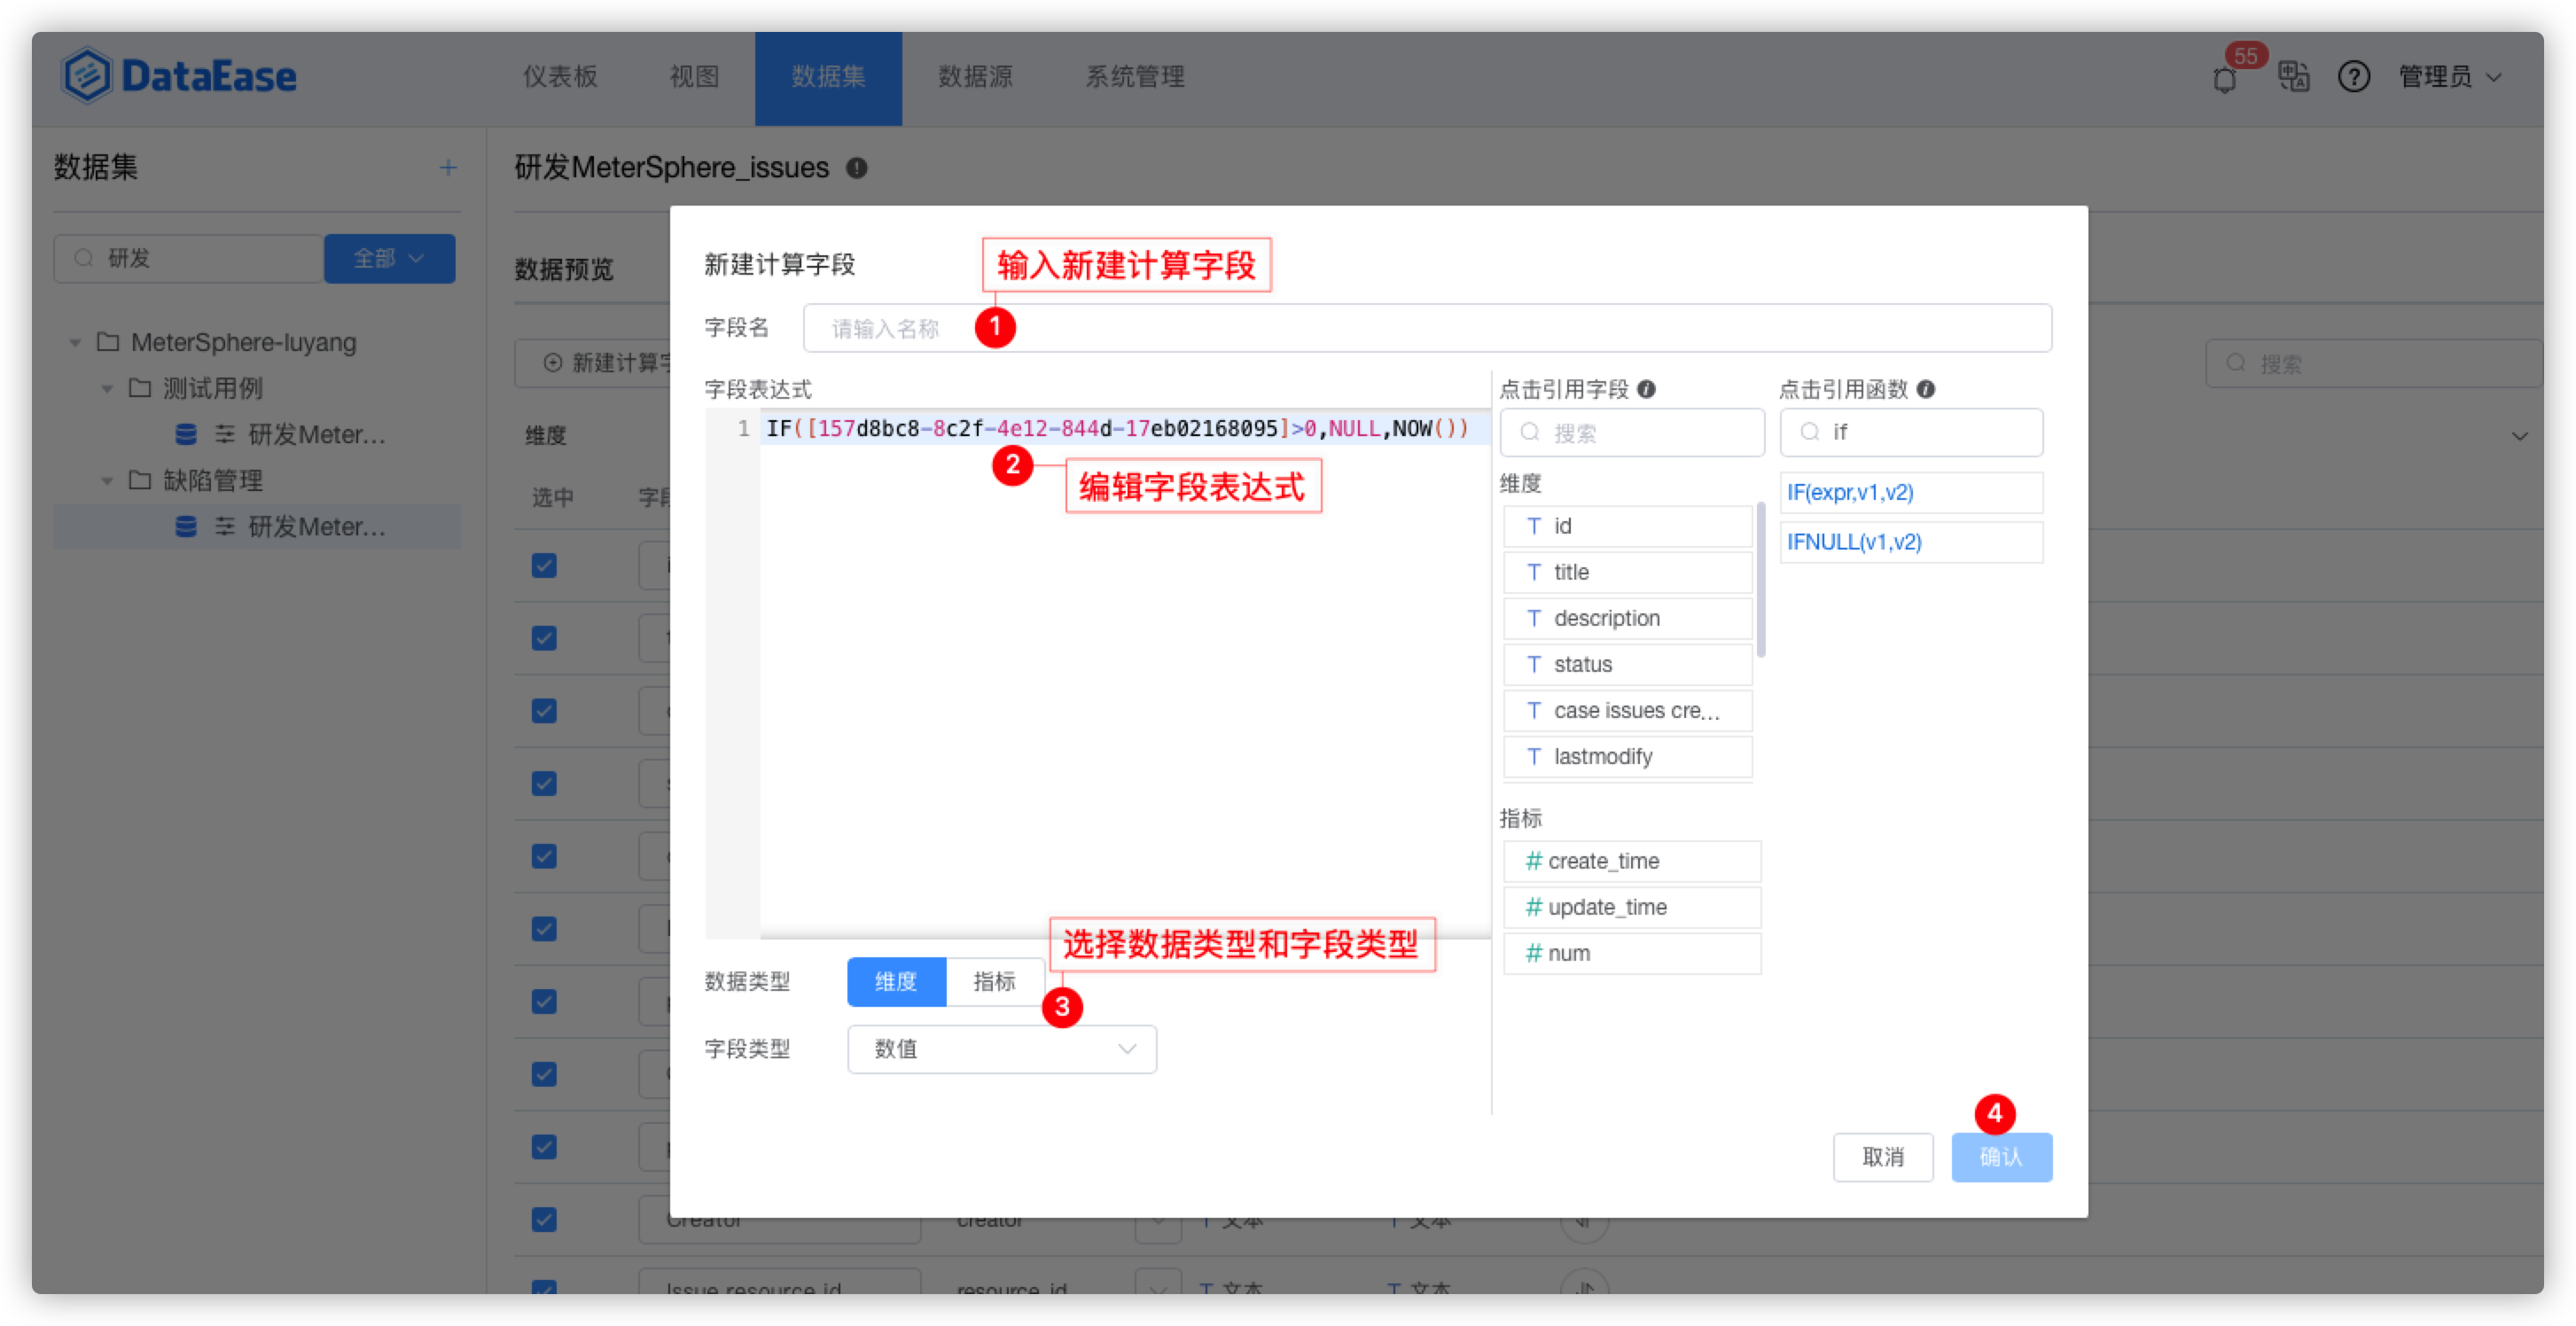 DataEase
仪表板
视图
数据集
数据源
系统管理
55
管理员
数据集
研发MeterSphere_issues
研发
全部
数据预览
MeterSphere-luyang
测试用例
研发Meter...
缺陷管理
研发Meter...
新建计算字
搜索
维度
选中
新建计算字段
输入新建计算字段
字段名
请输入名称
1
字段表达式
1 IF([157d8bc8-8c2f-4e12-844d-17eb02168095]>0,NULL,NOW())
2
编辑字段表达式
点击引用字段
搜索
维度
T id
T title
T description
T status
T case issues cre...
T lastmodify
指标
# create_time
# update_time
# num
点击引用函数
if
IF(expr,v1,v2)
IFNULL(v1,v2)
选择数据类型和字段类型
数据类型
维度
指标
3
字段类型
数值
4
取消
确认
Creator
creator
T 文本
T 文本
Issue resource id
resource_id
T 文本
T 文本